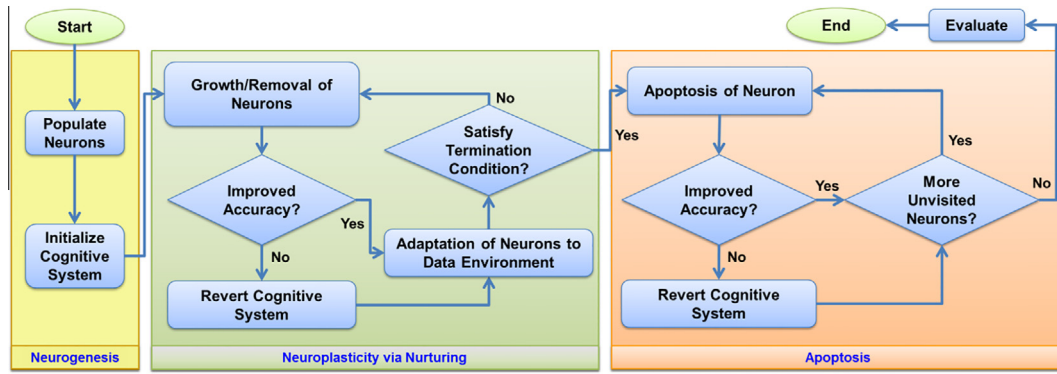 Start
Populate
Neurons
Initialize
Cognitive
System
Neurogenesis
Growth/Removal of
Neurons
Improved
Accuracy?
Yes
No
Revert Cognitive
System
Adaptation of Neurons to
Data Environment
Satisfy
Termination
Condition?
No
Yes
Neuroplasticity via Nurturing
Apoptosis of Neuron
Improved
Accuracy?
Yes
No
Revert Cognitive
System
More
Unvisited
Neurons?
Yes
No
Apoptosis
Evaluate
End